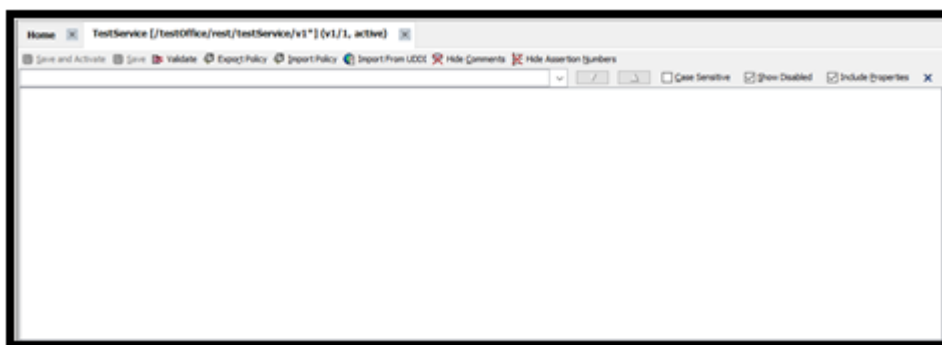 Home TestService [/testOffice/rest/testService/v1*] (v1/1, active)
Save and Activate Save Validate Export Policy Import Policy Import From UDDI Hide Comments Hide Assertion Numbers
Case Sensitive Show Disabled Include Properties